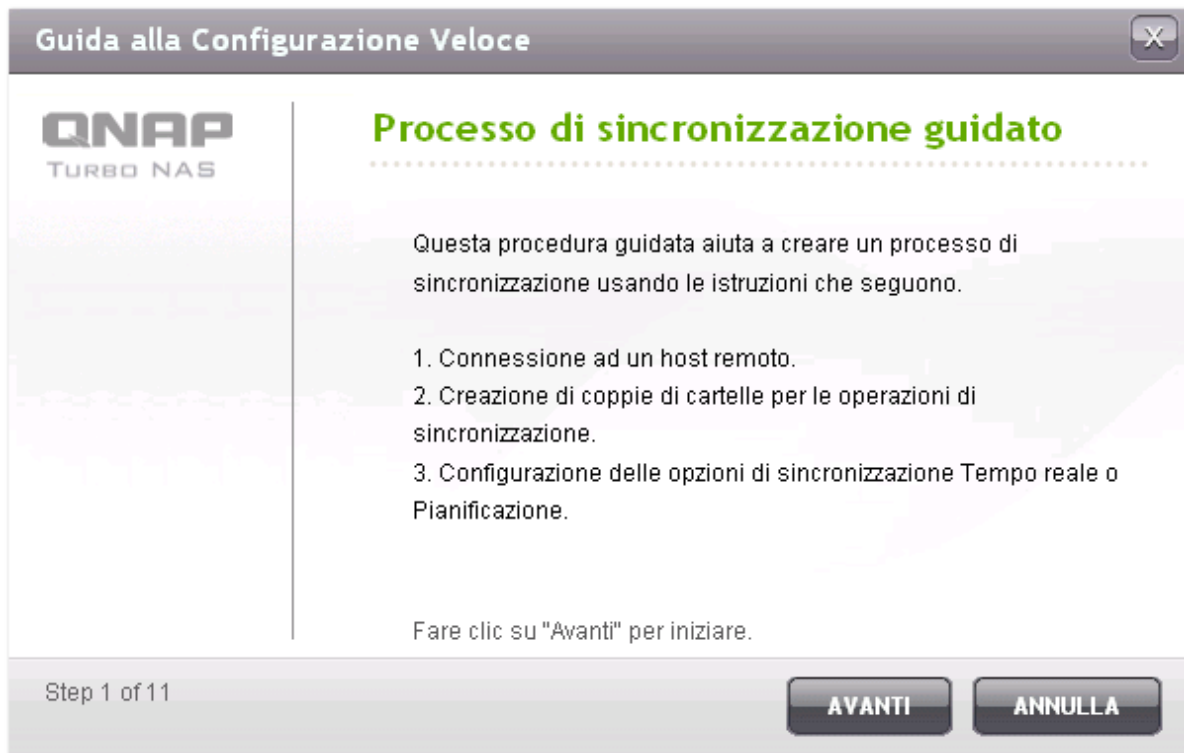 Guida alla Configurazione Veloce
X
QNAP
TURBO NAS
Processo di sincronizzazione guidato
Questa procedura guidata aiuta a creare un processo di
sincronizzazione usando le istruzioni che seguono.
1. Connessione ad un host remoto.
2. Creazione di coppie di cartelle per le operazioni di
sincronizzazione.
3. Configurazione delle opzioni di sincronizzazione Tempo reale o
Pianificazione.
Fare clic su "Avanti" per iniziare.
Step 1 of 11
AVANTI
ANNULLA